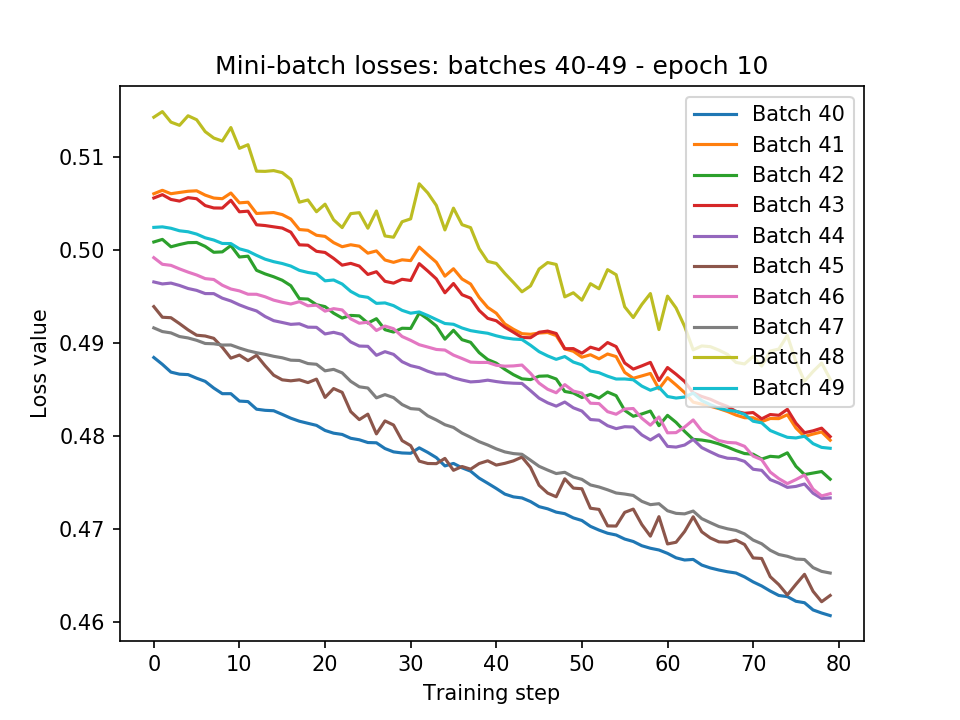 Mini-batch losses: batches 40-49 - epoch 10
Loss value
0.51
0.50
0.49
0.48
0.47
0.46
0 10 20 30 40 50 60 70 80
Training step
Batch 40
Batch 41
Batch 42
Batch 43
Batch 44
Batch 45
Batch 46
Batch 47
Batch 48
Batch 49